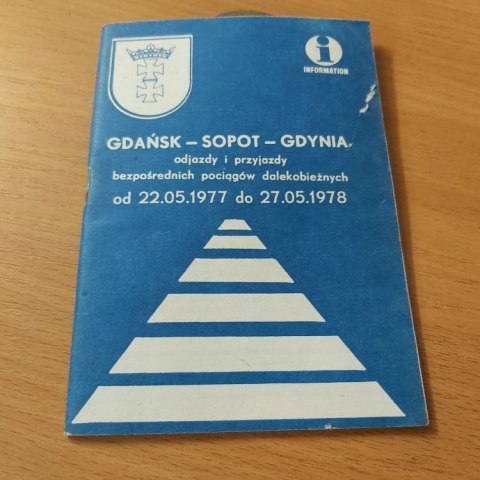 i
INFORMATION
GDAŃSK – SOPOT – GDYNIA
odjazdy i przyjazdy
bezpośrednich pociągów dalekobieżnych
od 22.05.1977 do 27.05.1978